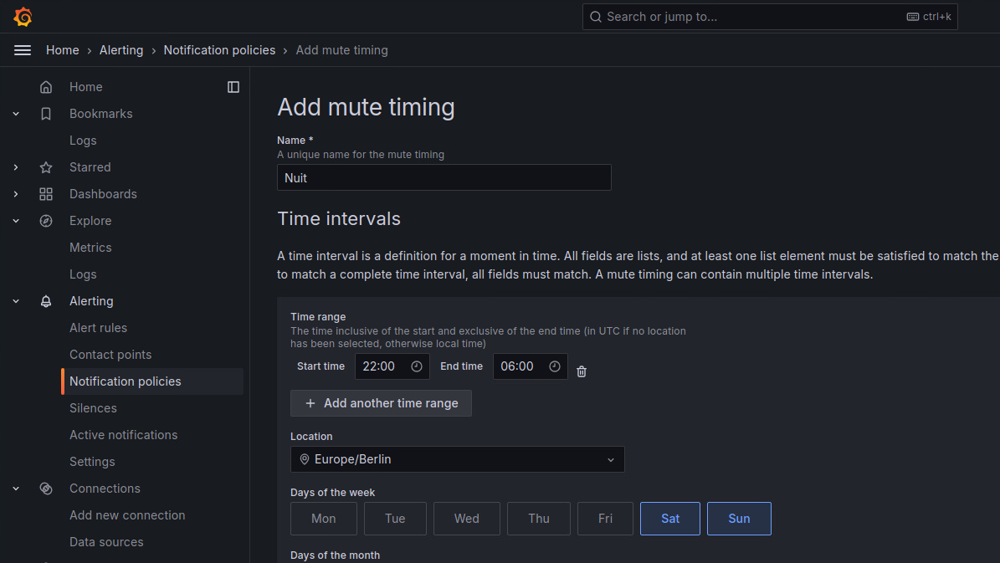 Search or jump to...
ctrl+k
Home › Alerting › Notification policies › Add mute timing
Home
Bookmarks
Logs
Starred
Dashboards
Explore
Metrics
Logs
Alerting
Alert rules
Contact points
Notification policies
Silences
Active notifications
Settings
Connections
Add new connection
Data sources
Add mute timing
Name *
A unique name for the mute timing
Nuit
Time intervals
A time interval is a definition for a moment in time. All fields are lists, and at least one list element must be satisfied to match the
to match a complete time interval, all fields must match. A mute timing can contain multiple time intervals.
Time range
The time inclusive of the start and exclusive of the end time (in UTC if no location
has been selected, otherwise local time)
Start time 22:00 End time 06:00
+ Add another time range
Location
Europe/Berlin
Days of the week
Mon Tue Wed Thu Fri Sat Sun
Days of the month